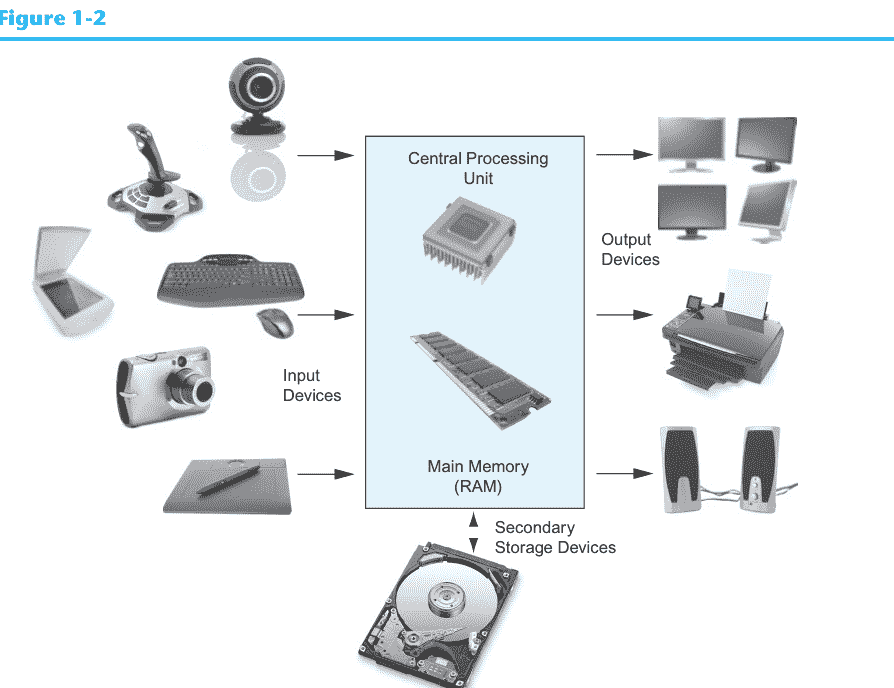 Figure 1-2
Central Processing
Unit
Output
Devices
Input
Devices
Main Memory
(RAM)
Secondary
Storage Devices